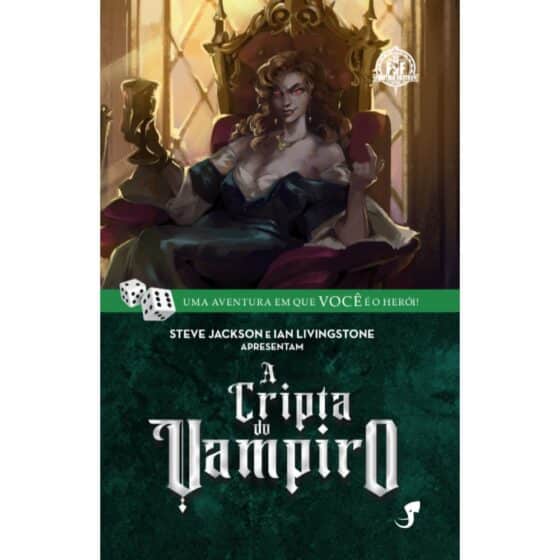 UMA AVENTURA EM QUE VOCÊ É O HERÓI!
STEVE JACKSON E IAN LIVINGSTONE
APRESENTAM
A
Cripta
do
Vampiro